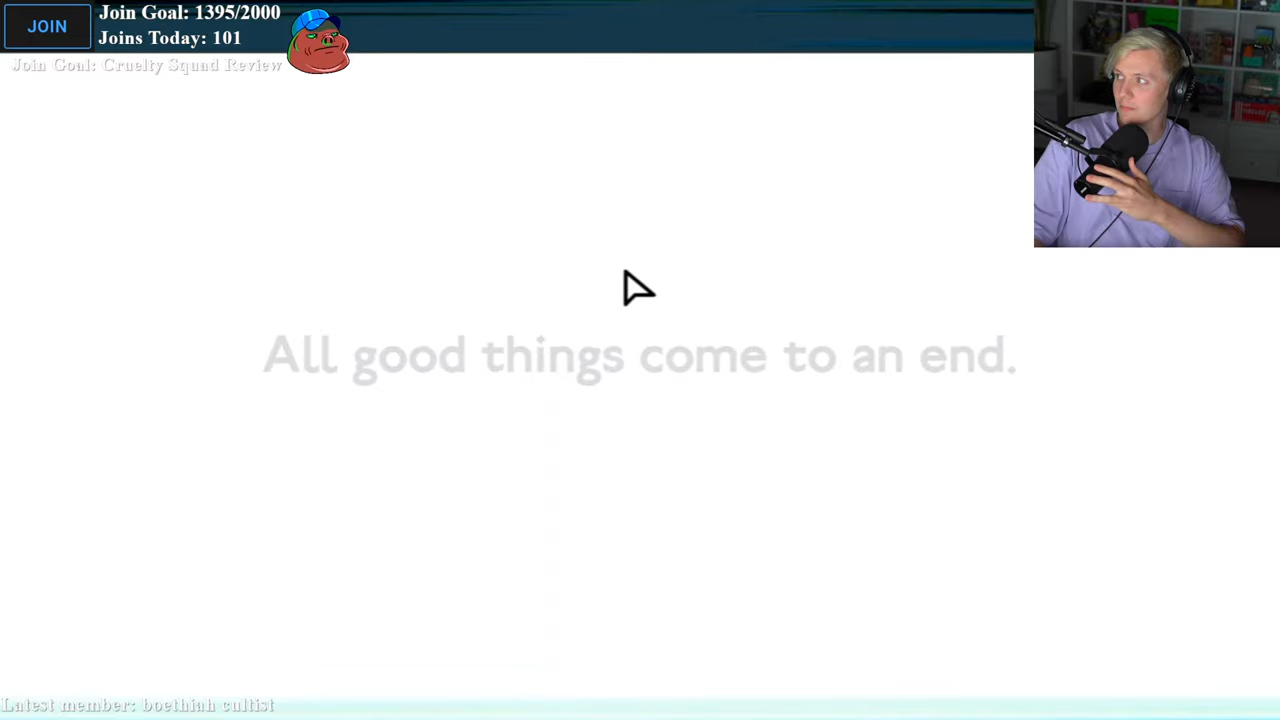 JOIN
Join Goal: 1395/2000
Joins Today: 101
Join Goal: Cruelty Squad Review
All good things come to an end.
Latest member: boethiah cultist